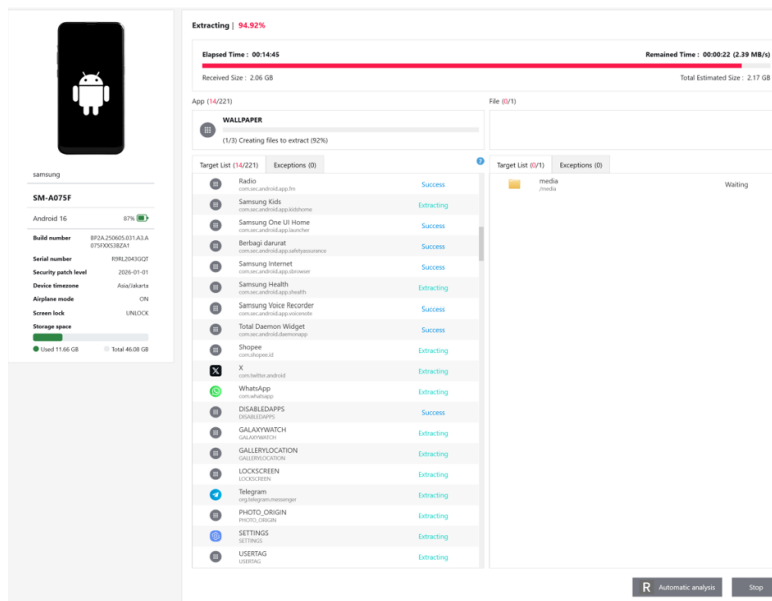 samsung
SM-A075F
Android 16 87%
Build number BP2A.250605.031.A3.A
075FXXS3BZA1
Serial number R9RL2043GQT
Security patch level 2026-01-01
Device timezone Asia/Jakarta
Airplane mode ON
Screen lock UNLOCK
Storage space
Used 11.66 GB Total 46.08 GB
Extracting | 94.92%
Elapsed Time : 00:14:45 Remained Time : 00:00:22 (2.39 MB/s)
Received Size : 2.06 GB Total Estimated Size : 2.17 GB
App (14/221)
WALLPAPER
(1/3) Creating files to extract (92%)
Target List (14/221) Exceptions (0)
Radio Success
com.sec.android.app.fm
Samsung Kids Extracting
com.sec.android.app.kidshome
Samsung One UI Home Success
com.sec.android.app.launcher
Berbagi darurat Success
com.sec.android.app.safetyassurance
Samsung Internet Success
com.sec.android.app.sbrowser
Samsung Health Extracting
com.sec.android.app.shealth
Samsung Voice Recorder Success
com.sec.android.app.voicenote
Total Daemon Widget Success
com.sec.android.daemonapp
Shopee Extracting
com.shopee.id
X Extracting
com.twitter.android
WhatsApp Extracting
com.whatsapp
DISABLEDAPPS Success
DISABLEDAPPS
GALAXYWATCH Extracting
GALAXYWATCH
GALLERYLOCATION Extracting
GALLERYLOCATION
LOCKSCREEN Extracting
LOCKSCREEN
Telegram Extracting
org.telegram.messenger
PHOTO_ORIGIN Extracting
PHOTO_ORIGIN
SETTINGS Extracting
SETTINGS
USERTAG Extracting
USERTAG
File (0/1)
Target List (0/1) Exceptions (0)
media Waiting
/media
R Automatic analysis Stop